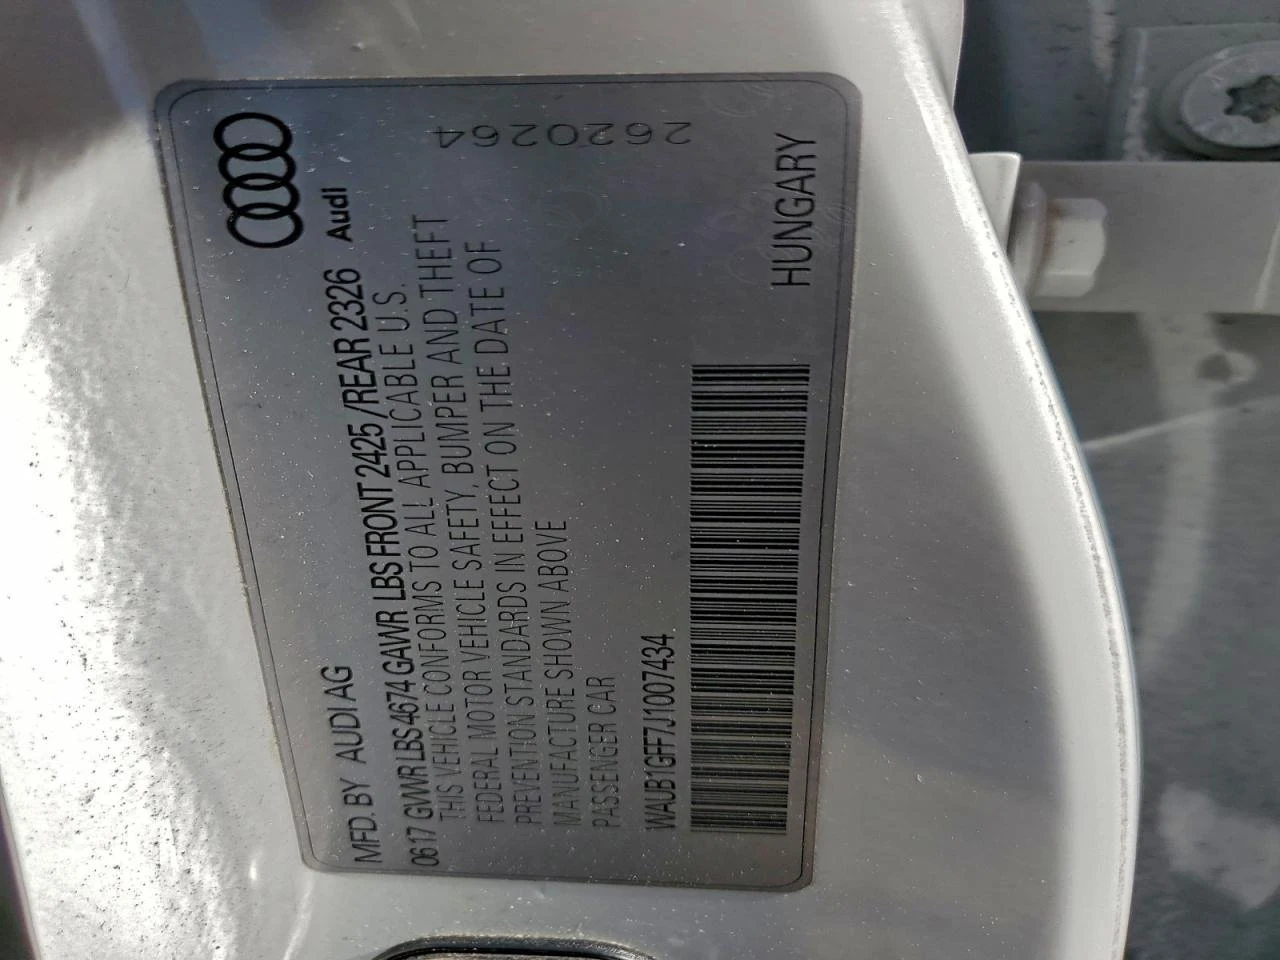 Audi
MFD. BY AUDI AG
0617 GVWR LBS 4674 GAWR LBS FRONT 2425 / REAR 2326
THIS VEHICLE CONFORMS TO ALL APPLICABLE U.S.
FEDERAL MOTOR VEHICLE SAFETY, BUMPER AND THEFT
PREVENTION STANDARDS IN EFFECT ON THE DATE OF
MANUFACTURE SHOWN ABOVE
PASSENGER CAR
WAUB1GFF7J1007434
HUNGARY
2620264